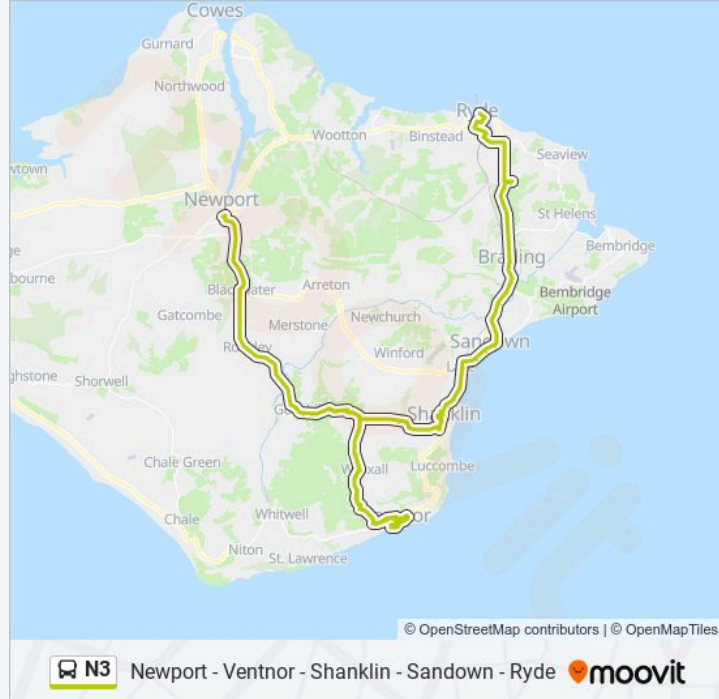 Cowes
Gurnard
Northwood
Ryde
Wootton
Binstead
Seaview
Newport
St Helens
Bembridge
Brading
Arreton
Bembridge
Airport
Gatcombe
Merstone
Newchurch
Sandown
Winford
Shorwell
Shanklin
Chale Green
Luccombe
Whitwell
Chale
Niton
St. Lawrence
© OpenStreetMap contributors | © OpenMapTiles
N3 Newport - Ventnor - Shanklin - Sandown - Ryde moovit